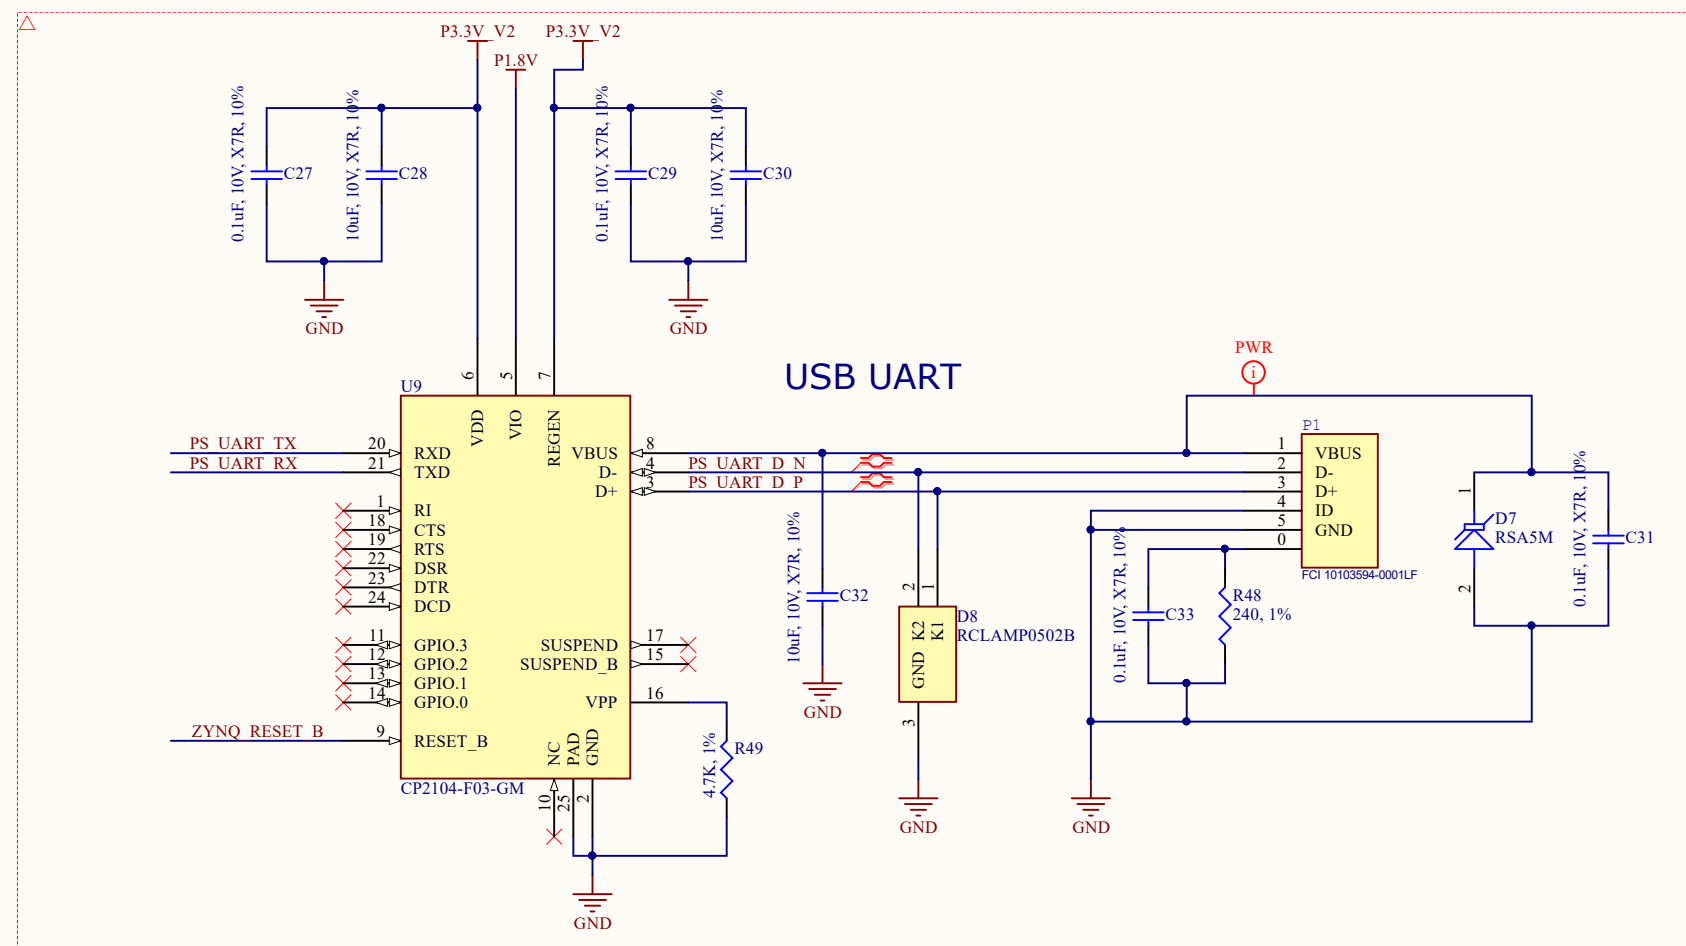 P3.3V_V2
P3.3V_V2
P1.8V
0.1uF, 10V, X7R, 10%
C27
10uF, 10V, X7R, 10%
C28
0.1uF, 10V, X7R, 10%
C29
10uF, 10V, X7R, 10%
C30
GND
GND
USB UART
PWR
i
U9
6
5
7
VDD
VIO
REGEN
PS_UART_TX
20
RXD
PS_UART_RX
21
TXD
1
RI
18
CTS
19
RTS
22
DSR
23
DTR
24
DCD
11
GPIO.3
12
GPIO.2
13
GPIO.1
14
GPIO.0
ZYNQ_RESET_B
9
RESET_B
VBUS
8
D-
4
PS_UART_D_N
D+
3
PS_UART_D_P
SUSPEND
17
SUSPEND_B
15
VPP
16
NC
PAD
GND
10
25
2
CP2104-F03-GM
4.7K, 1%
R49
GND
10uF, 10V, X7R, 10%
C32
GND
2
1
K2
K1
GND
D8
RCLAMP0502B
3
GND
P1
1
VBUS
2
D-
3
D+
4
ID
5
GND
0
FCI 10103594-0001LF
0.1uF, 10V, X7R, 10%
C33
R48
240, 1%
GND
1
D7
RSA5M
2
0.1uF, 10V, X7R, 10%
C31